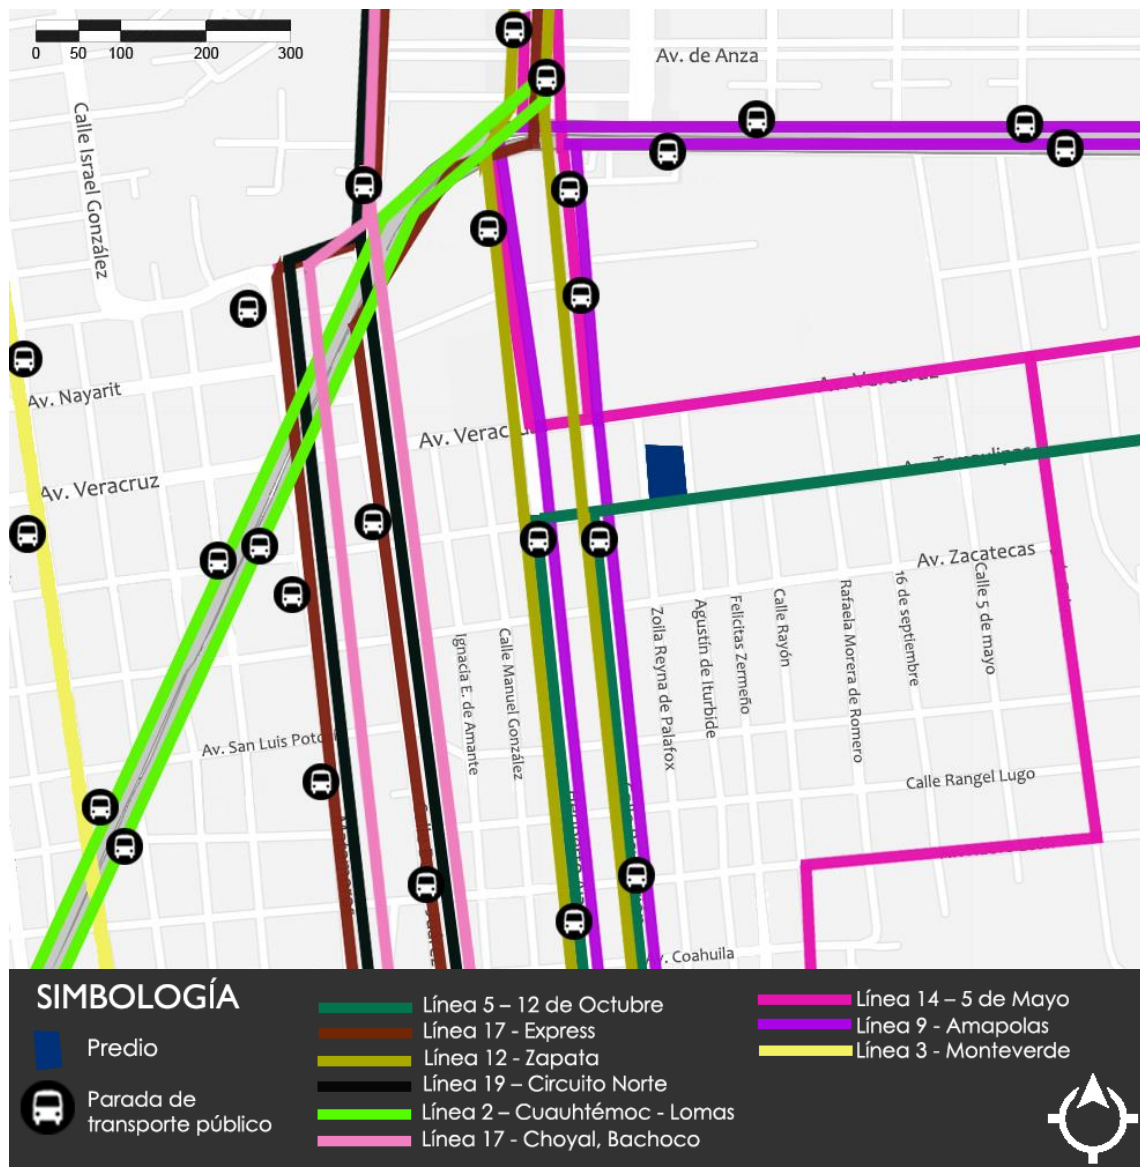 0 50 100 200 300
Av. de Anza
Calle Israel González
Av. Nayarit
Av. Veracruz
Av. Veracruz
Av. Zacatecas
Ignacia E. de Amante
Calle Manuel González
Zoila Reyna de Palafox
Agustín de Iturbide
Felicitas Zermeño
Calle Rayón
Rafaela Morera de Romero
16 de septiembre
Calle 5 de mayo
Av. San Luis Potosí
Calle Rangel Lugo
Av. Coahuila
SIMBOLOGÍA
Predio
Parada de
transporte público
Línea 5 – 12 de Octubre
Línea 17 - Express
Línea 12 - Zapata
Línea 19 – Circuito Norte
Línea 2 – Cuauhtémoc - Lomas
Línea 17 - Choyal, Bachoco
Línea 14 – 5 de Mayo
Línea 9 - Amapolas
Línea 3 - Monteverde